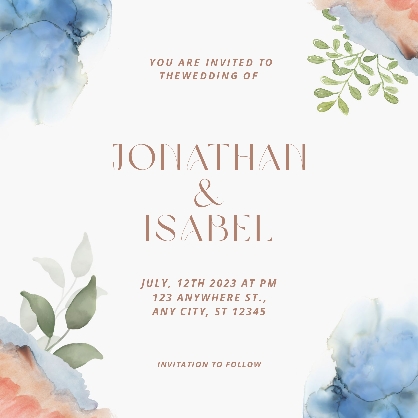 YOU ARE INVITED TO
THEWEDDING OF
JONATHAN
&
ISABEL
JULY, 12TH 2023 AT PM
123 ANYWHERE ST.,
ANY CITY, ST 12345
INVITATION TO FOLLOW